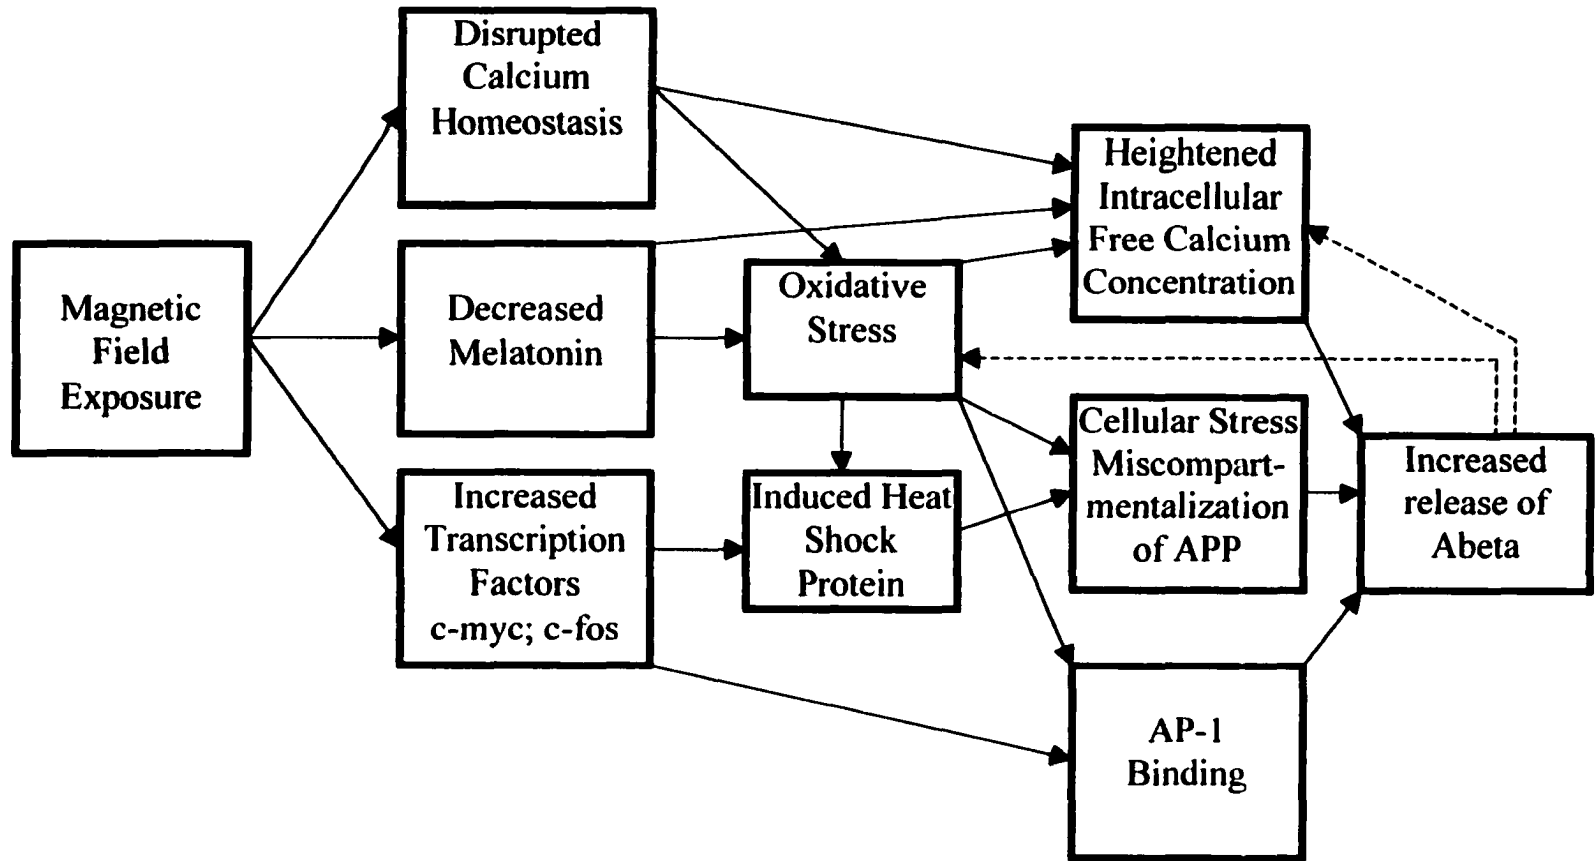 Disrupted
Calcium
Homeostasis
Heightened
Intracellular
Free Calcium
Concentration
Magnetic
Field
Exposure
Decreased
Melatonin
Oxidative
Stress
Cellular Stress
Miscompart-
mentalization
of APP
Increased
release of
Abeta
Increased
Transcription
Factors
c-myc; c-fos
Induced Heat
Shock
Protein
AP-1
Binding